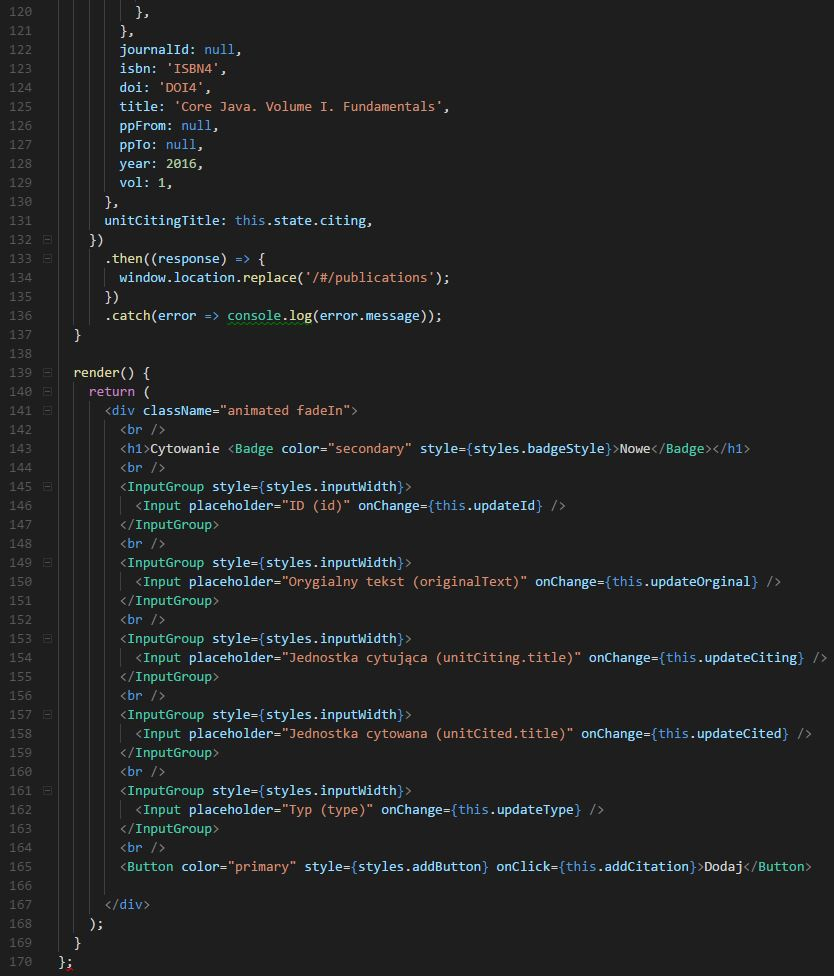 120 },
121 },
122 journalId: null,
123 isbn: 'ISBN4',
124 doi: 'DOI4',
125 title: 'Core Java. Volume I. Fundamentals',
126 ppFrom: null,
127 ppTo: null,
128 year: 2016,
129 vol: 1,
130 },
131 unitCitingTitle: this.state.citing,
132 })
133 .then((response) => {
134 window.location.replace('/#/publications');
135 })
136 .catch(error => console.log(error.message));
137 }
138
139 render() {
140 return (
141 <div className="animated fadeIn">
142 <br />
143 <h1>Cytowanie <Badge color="secondary" style={styles.badgeStyle}>Nowe</Badge></h1>
144 <br />
145 <InputGroup style={styles.inputWidth}>
146 <Input placeholder="ID (id)" onChange={this.updateId} />
147 </InputGroup>
148 <br />
149 <InputGroup style={styles.inputWidth}>
150 <Input placeholder="Orygialny tekst (originalText)" onChange={this.updateOrginal} />
151 </InputGroup>
152 <br />
153 <InputGroup style={styles.inputWidth}>
154 <Input placeholder="Jednostka cytująca (unitCiting.title)" onChange={this.updateCiting} />
155 </InputGroup>
156 <br />
157 <InputGroup style={styles.inputWidth}>
158 <Input placeholder="Jednostka cytowana (unitCited.title)" onChange={this.updateCited} />
159 </InputGroup>
160 <br />
161 <InputGroup style={styles.inputWidth}>
162 <Input placeholder="Typ (type)" onChange={this.updateType} />
163 </InputGroup>
164 <br />
165 <Button color="primary" style={styles.addButton} onClick={this.addCitation}>Dodaj</Button>
166
167 </div>
168 );
169 }
170 };